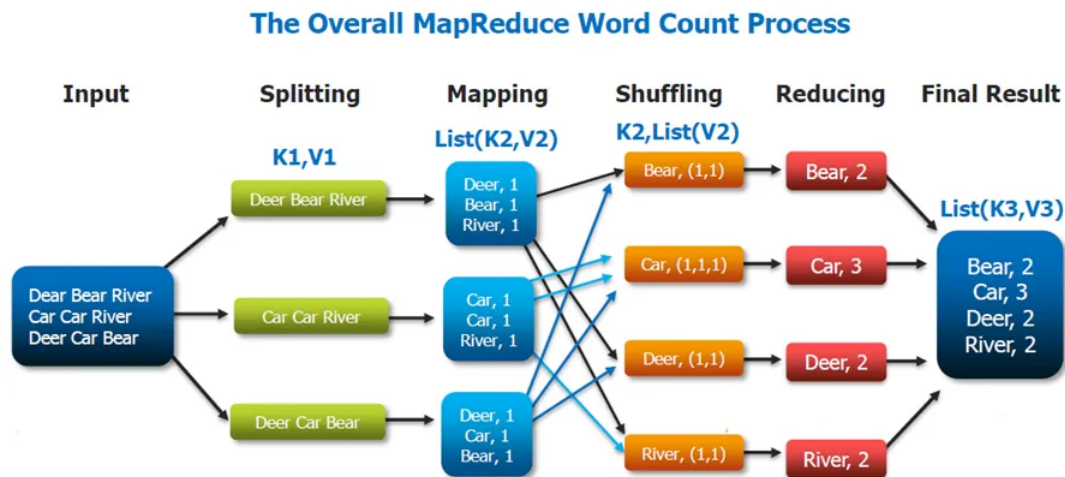 The Overall MapReduce Word Count Process
Input
Splitting
Mapping
Shuffling
Reducing
Final Result
K1,V1
List(K2,V2)
K2,List(V2)
List(K3,V3)
Dear Bear River
Car Car River
Deer Car Bear
Deer Bear River
Car Car River
Deer Car Bear
Deer, 1
Bear, 1
River, 1
Car, 1
Car, 1
River, 1
Deer, 1
Car, 1
Bear, 1
Bear, (1,1)
Car, (1,1,1)
Deer, (1,1)
River, (1,1)
Bear, 2
Car, 3
Deer, 2
River, 2
Bear, 2
Car, 3
Deer, 2
River, 2